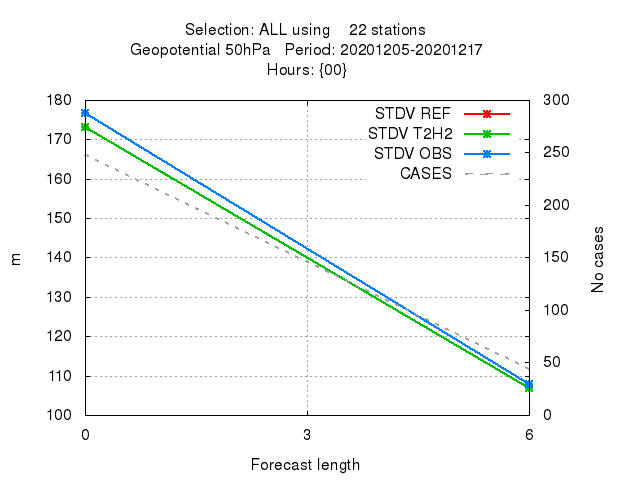 Selection: ALL using    22 stations
Geopotential 50hPa   Period: 20201205-20201217
Hours: {00}
STDV REF
STDV T2H2
STDV OBS
CASES
180
170
160
150
140
130
120
110
100
m
300
250
200
150
100
50
0
No cases
0 3 6
Forecast length